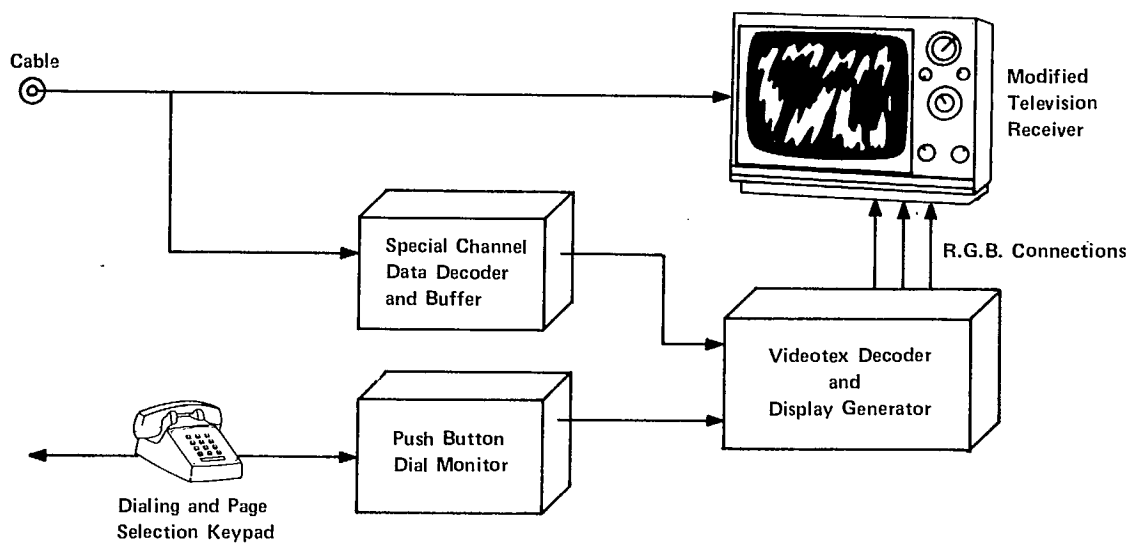 Cable
Modified
Television
Receiver
Special Channel
Data Decoder
and Buffer
R.G.B. Connections
Videotex Decoder
and
Display Generator
Push Button
Dial Monitor
Dialing and Page
Selection Keypad